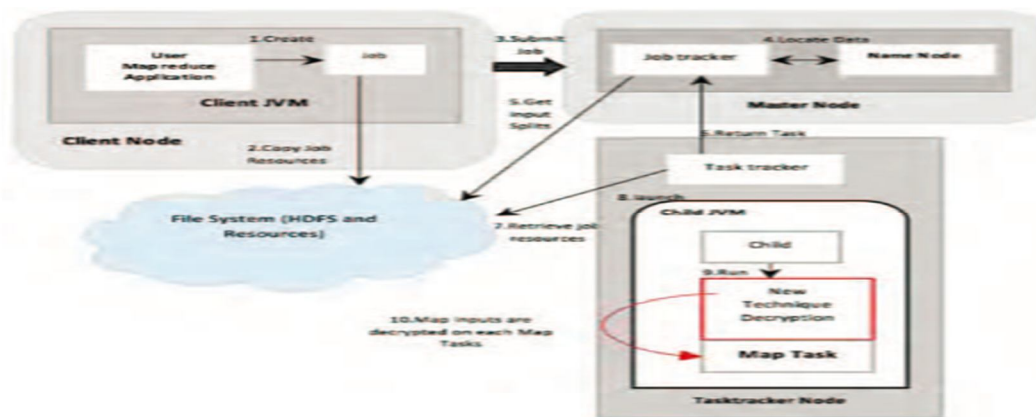 1.Create
User
Map reduce
Application
Job
Client JVM
Client Node
2.Copy Job
Resources
3.Submit
Job
Job tracker
4.Locate Data
Name Node
Master Node
5.Get
Input
Splits
6.Return Task
Task tracker
File System (HDFS and
Resources)
7.Retrieve job
resources
8.launch
Child JVM
Child
9.Run
New
Technique
Decryption
10.Map inputs are
decrypted on each Map
Tasks
Map Task
Tasktracker Node